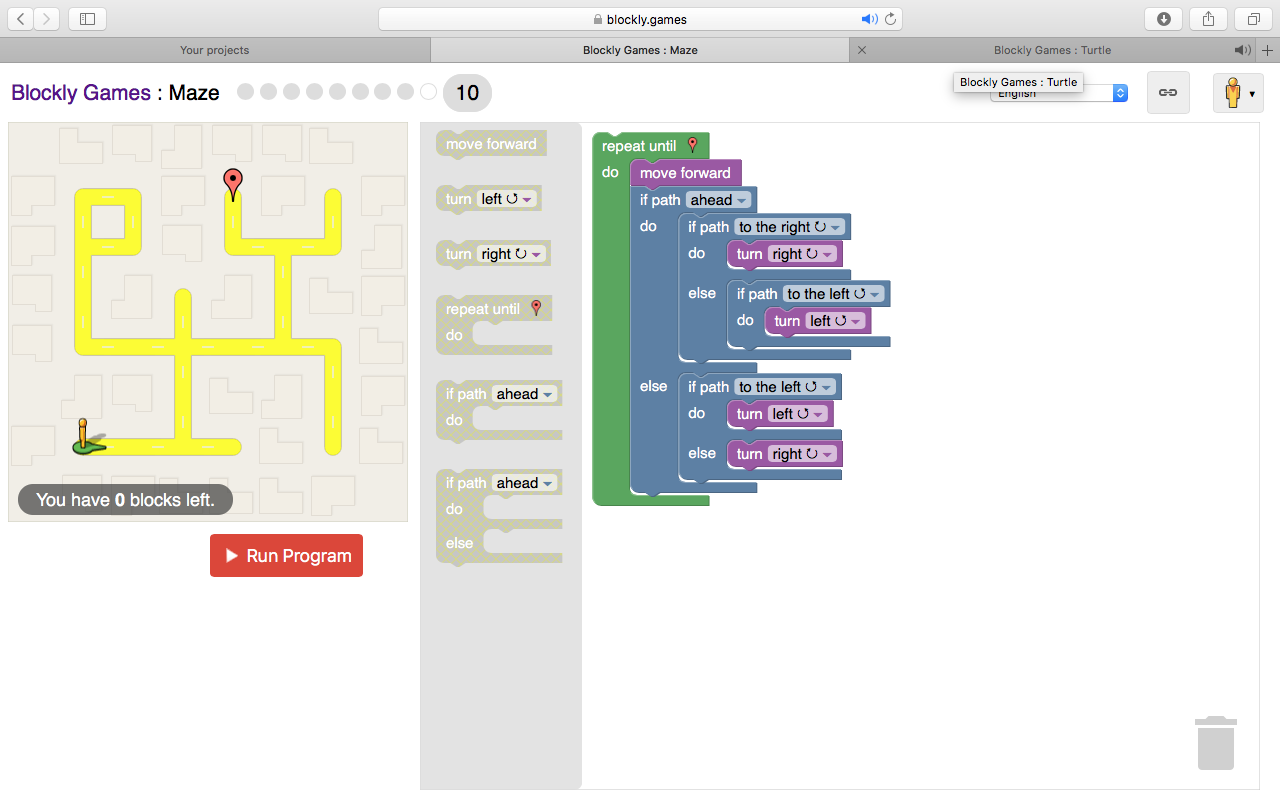 blockly.games
Your projects
Blockly Games : Maze
Blockly Games : Turtle
Blockly Games : Maze
10
Blockly Games : Turtle
English
You have 0 blocks left.
Run Program
move forward
turn left
turn right
repeat until
do
if path ahead
do
if path ahead
do
else
repeat until
do
move forward
if path ahead
do
if path to the right
do
turn right
else
if path to the left
do
turn left
else
if path to the left
do
turn left
else
turn right